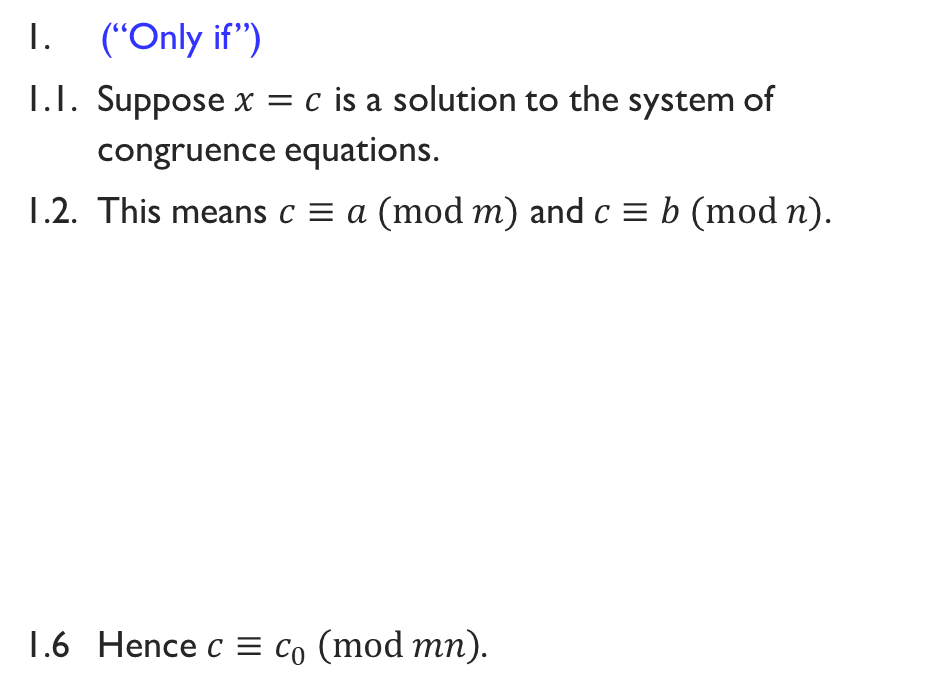 1. (“Only if”)
1.1. Suppose 𝑥 = 𝑐 is a solution to the system of
congruence equations.
1.2. This means 𝑐 ≡ 𝑎 (mod 𝑚) and 𝑐 ≡ 𝑏 (mod 𝑛).
1.6 Hence 𝑐 ≡ 𝑐₀ (mod 𝑚𝑛).